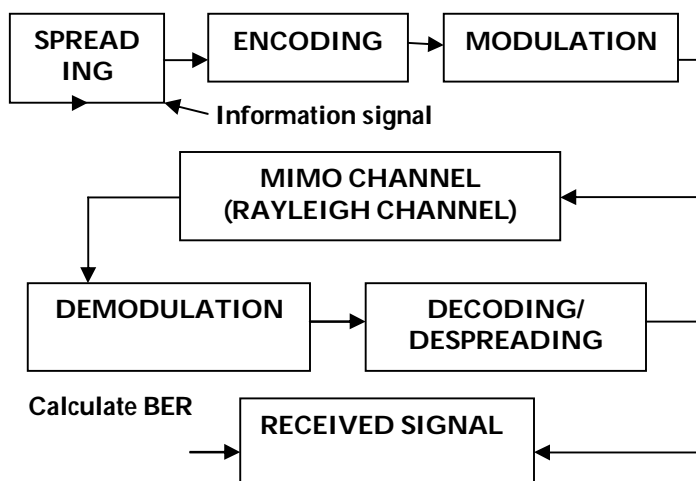 SPREAD
ING
ENCODING
MODULATION
Information signal
MIMO CHANNEL
(RAYLEIGH CHANNEL)
DEMODULATION
DECODING/
DESPREADING
Calculate BER
RECEIVED SIGNAL